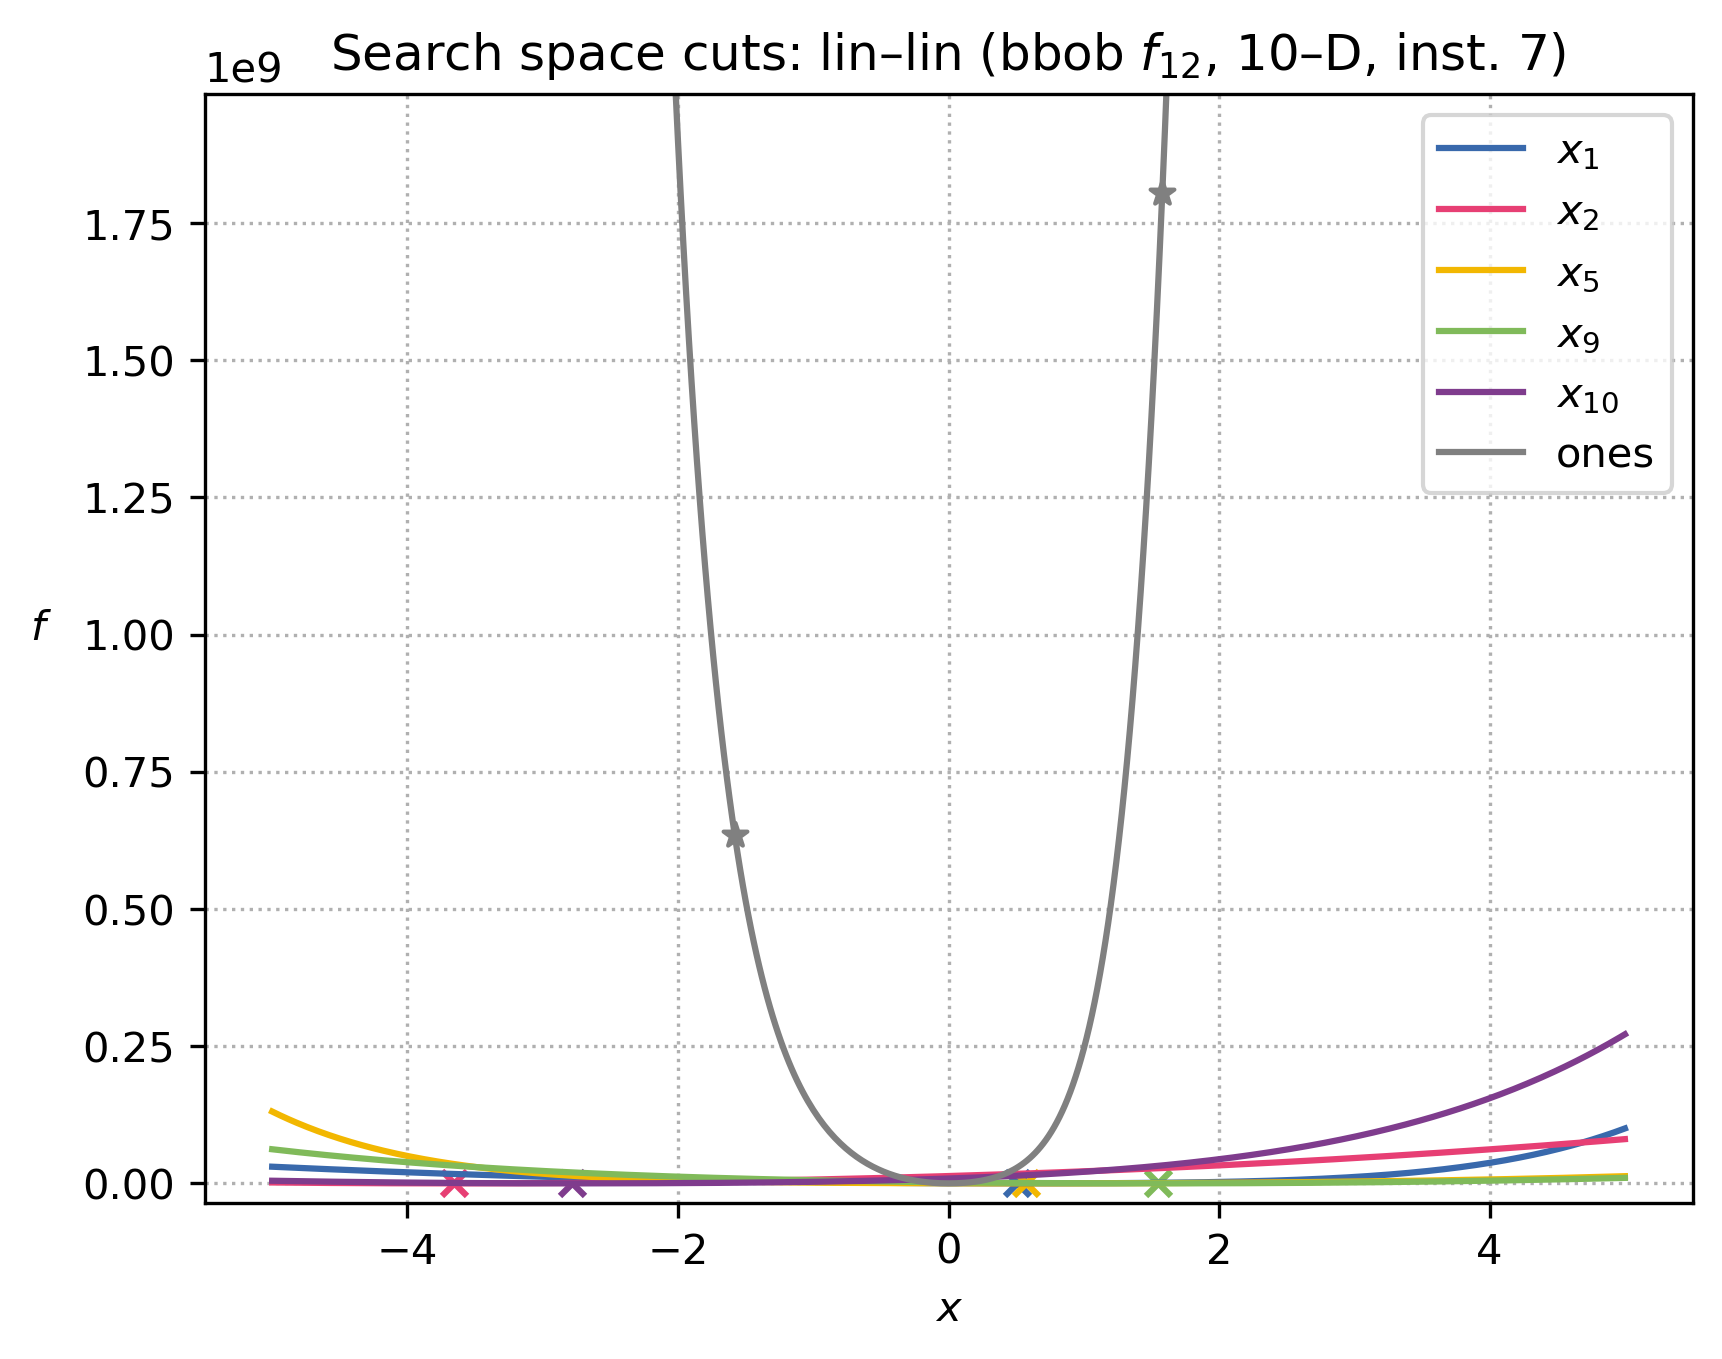 Search space cuts: lin–lin (bbob f12, 10–D, inst. 7)
1e9
x1
x2
x5
x9
x10
ones
1.75
1.50
1.25
1.00
0.75
0.50
0.25
0.00
f
−4 −2 0 2 4
x